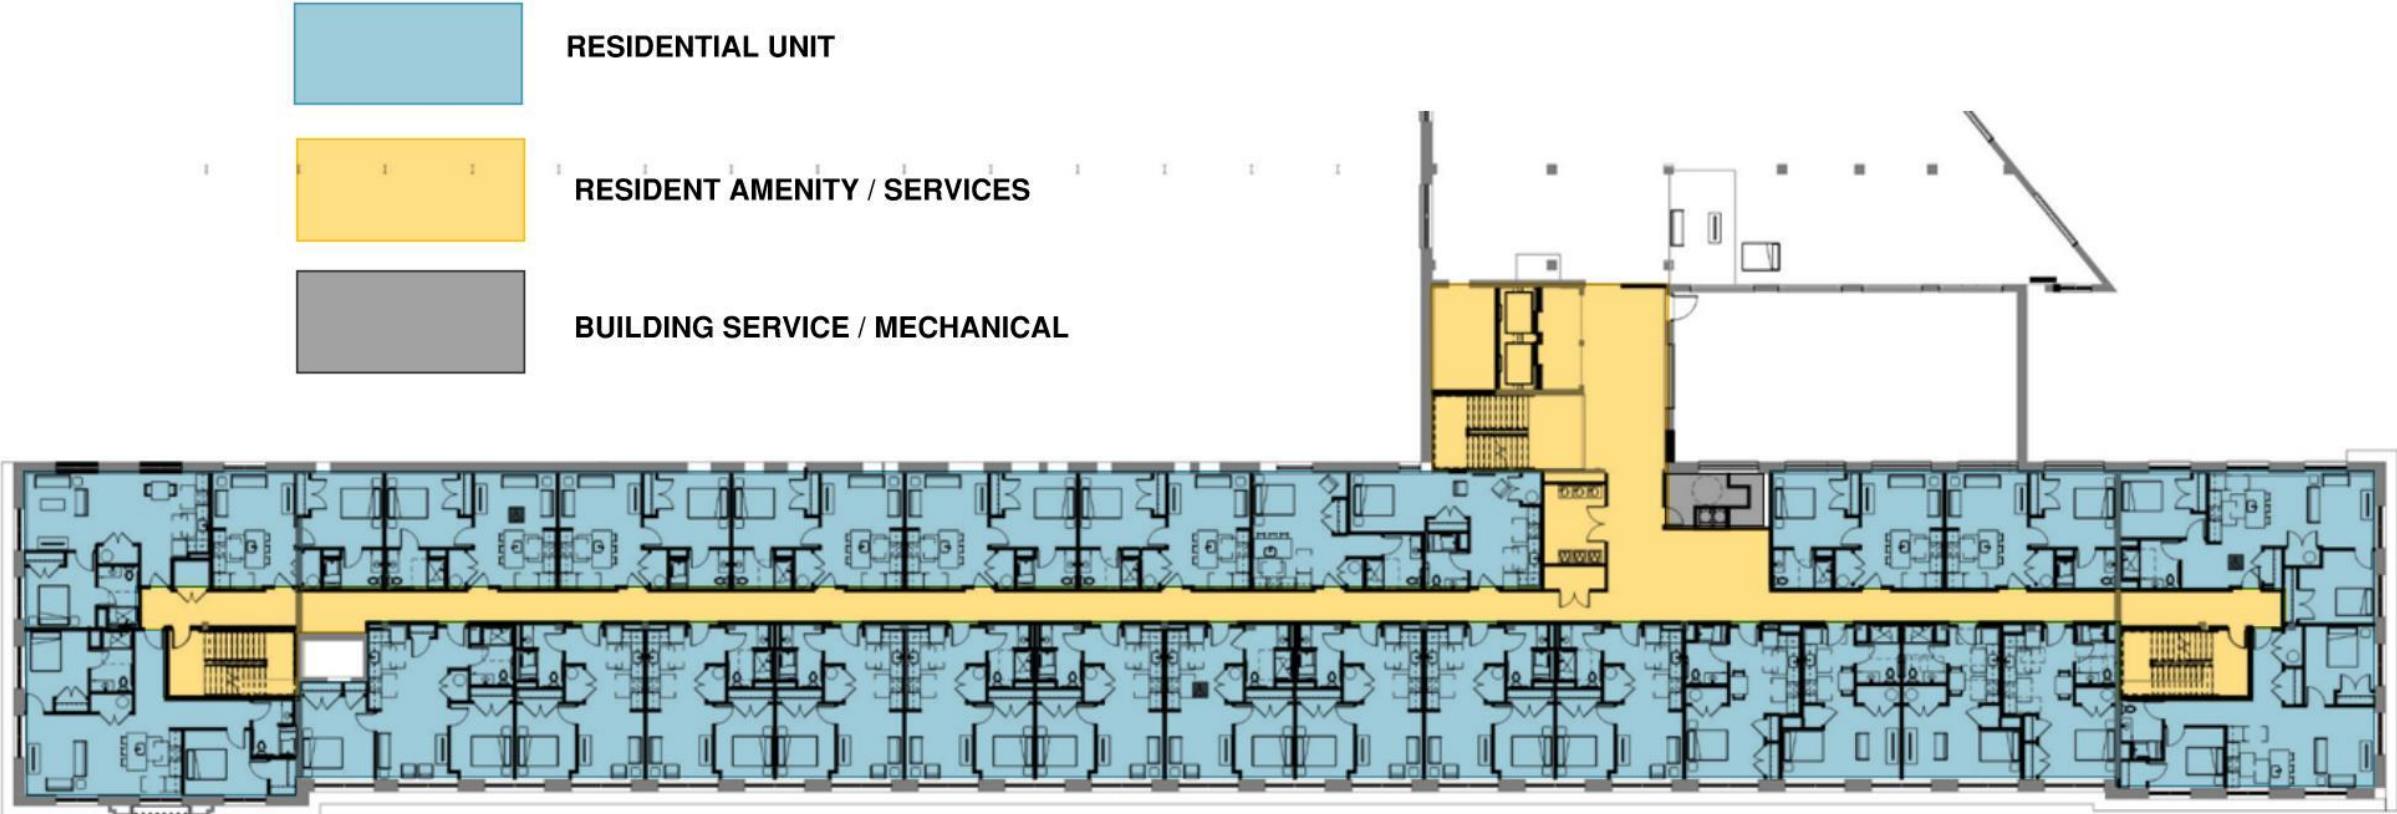 RESIDENTIAL UNIT
RESIDENT AMENITY / SERVICES
BUILDING SERVICE / MECHANICAL